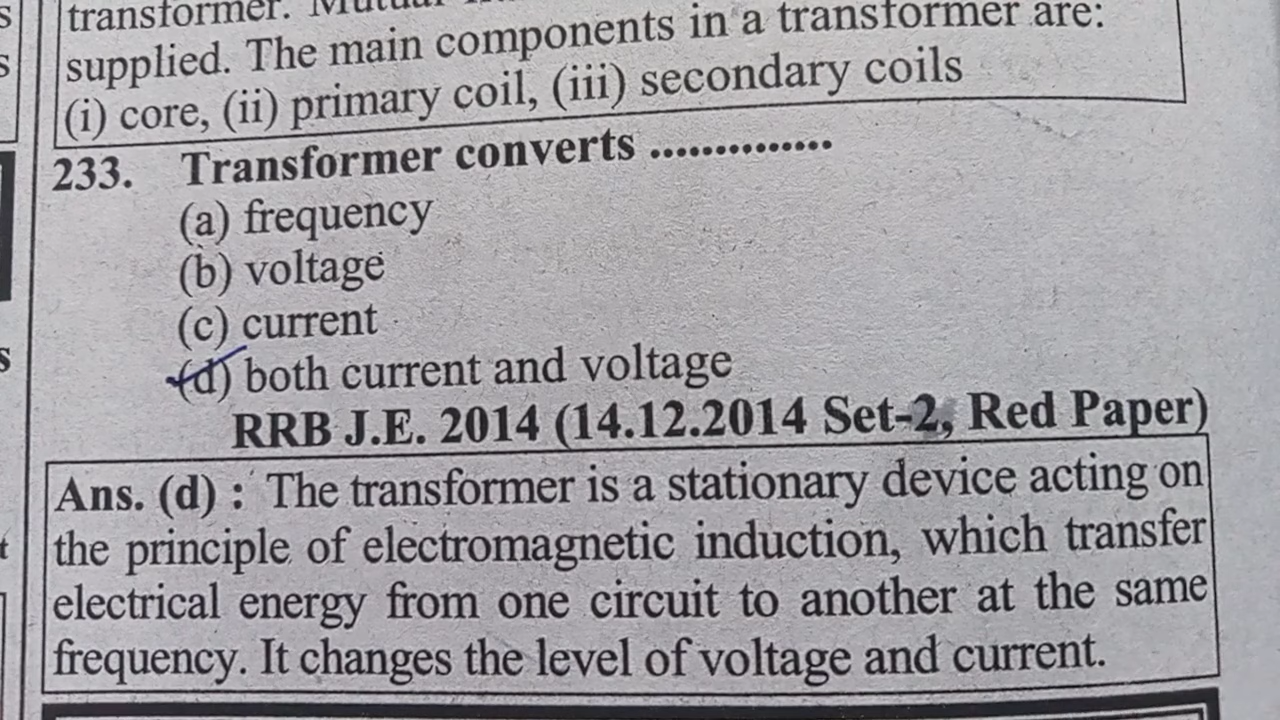 transformer.
supplied. The main components in a transformer are:
(i) core, (ii) primary coil, (iii) secondary coils
233. Transformer converts ..............
(a) frequency
(b) voltage
(c) current
(d) both current and voltage
RRB J.E. 2014 (14.12.2014 Set-2, Red Paper)
Ans. (d) : The transformer is a stationary device acting on
the principle of electromagnetic induction, which transfer
electrical energy from one circuit to another at the same
frequency. It changes the level of voltage and current.